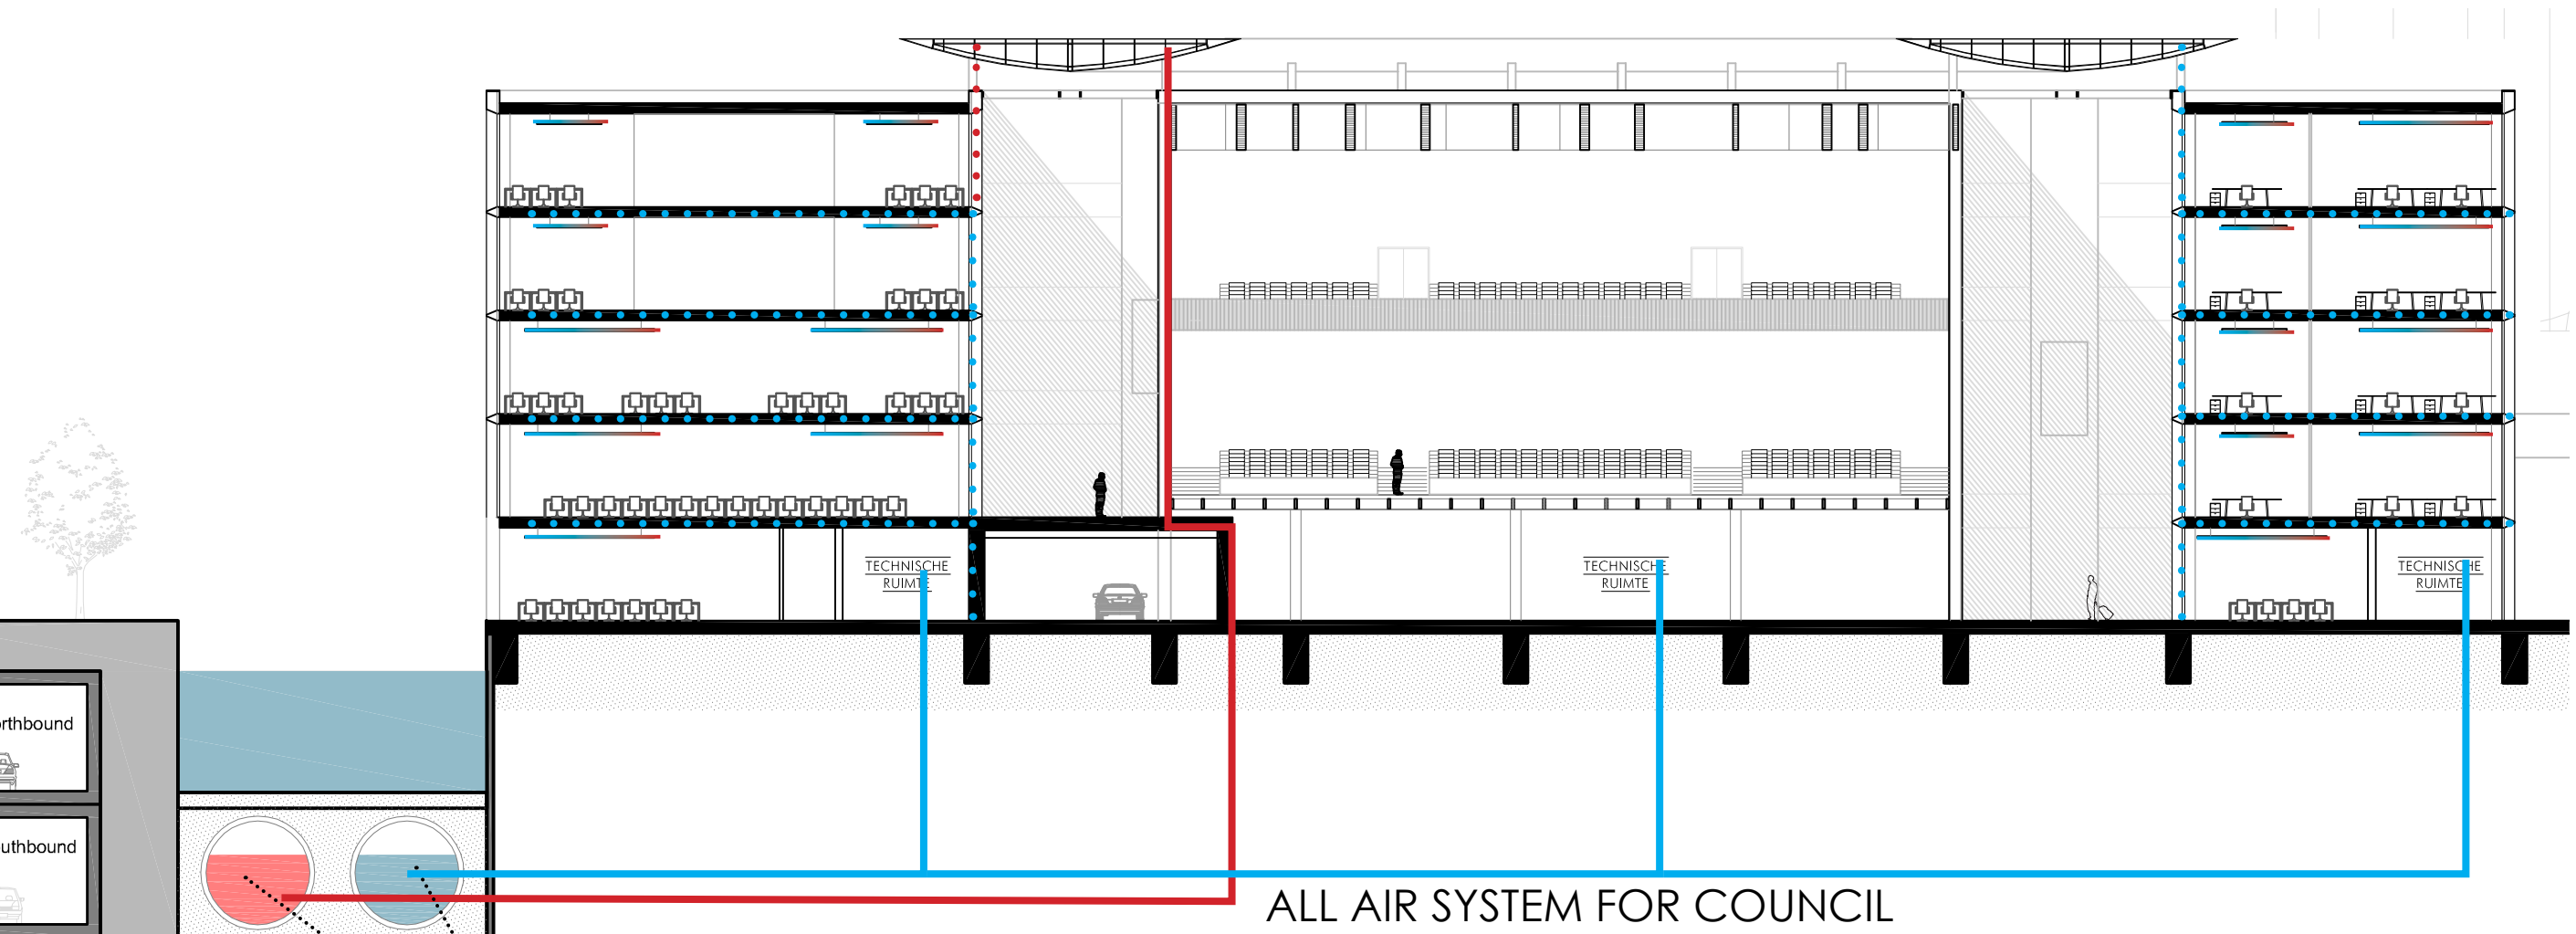 TECHNISCHE
RUIMTE
TECHNISCHE
RUIMTE
TECHNISCHE
RUIMTE
rthbound
uthbound
ALL AIR SYSTEM FOR COUNCIL